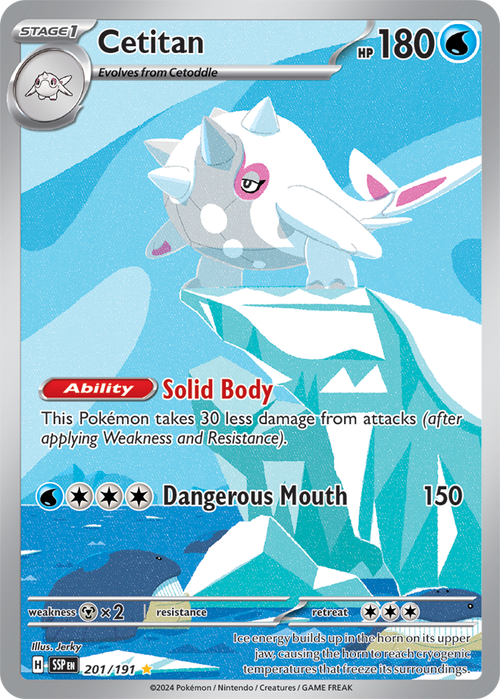 STAGE1 Cetitan HP 180
Evolves from Cetoddle
Ability Solid Body
This Pokémon takes 30 less damage from attacks (after
applying Weakness and Resistance).
Dangerous Mouth 150
weakness ×2 resistance retreat
Illus. Jerky
Ice energy builds up in the horn on its upper
jaw, causing the horn to reach cryogenic
temperatures that freeze its surroundings.
H SSP EN 201/191
©2024 Pokémon / Nintendo / Creatures / GAME FREAK